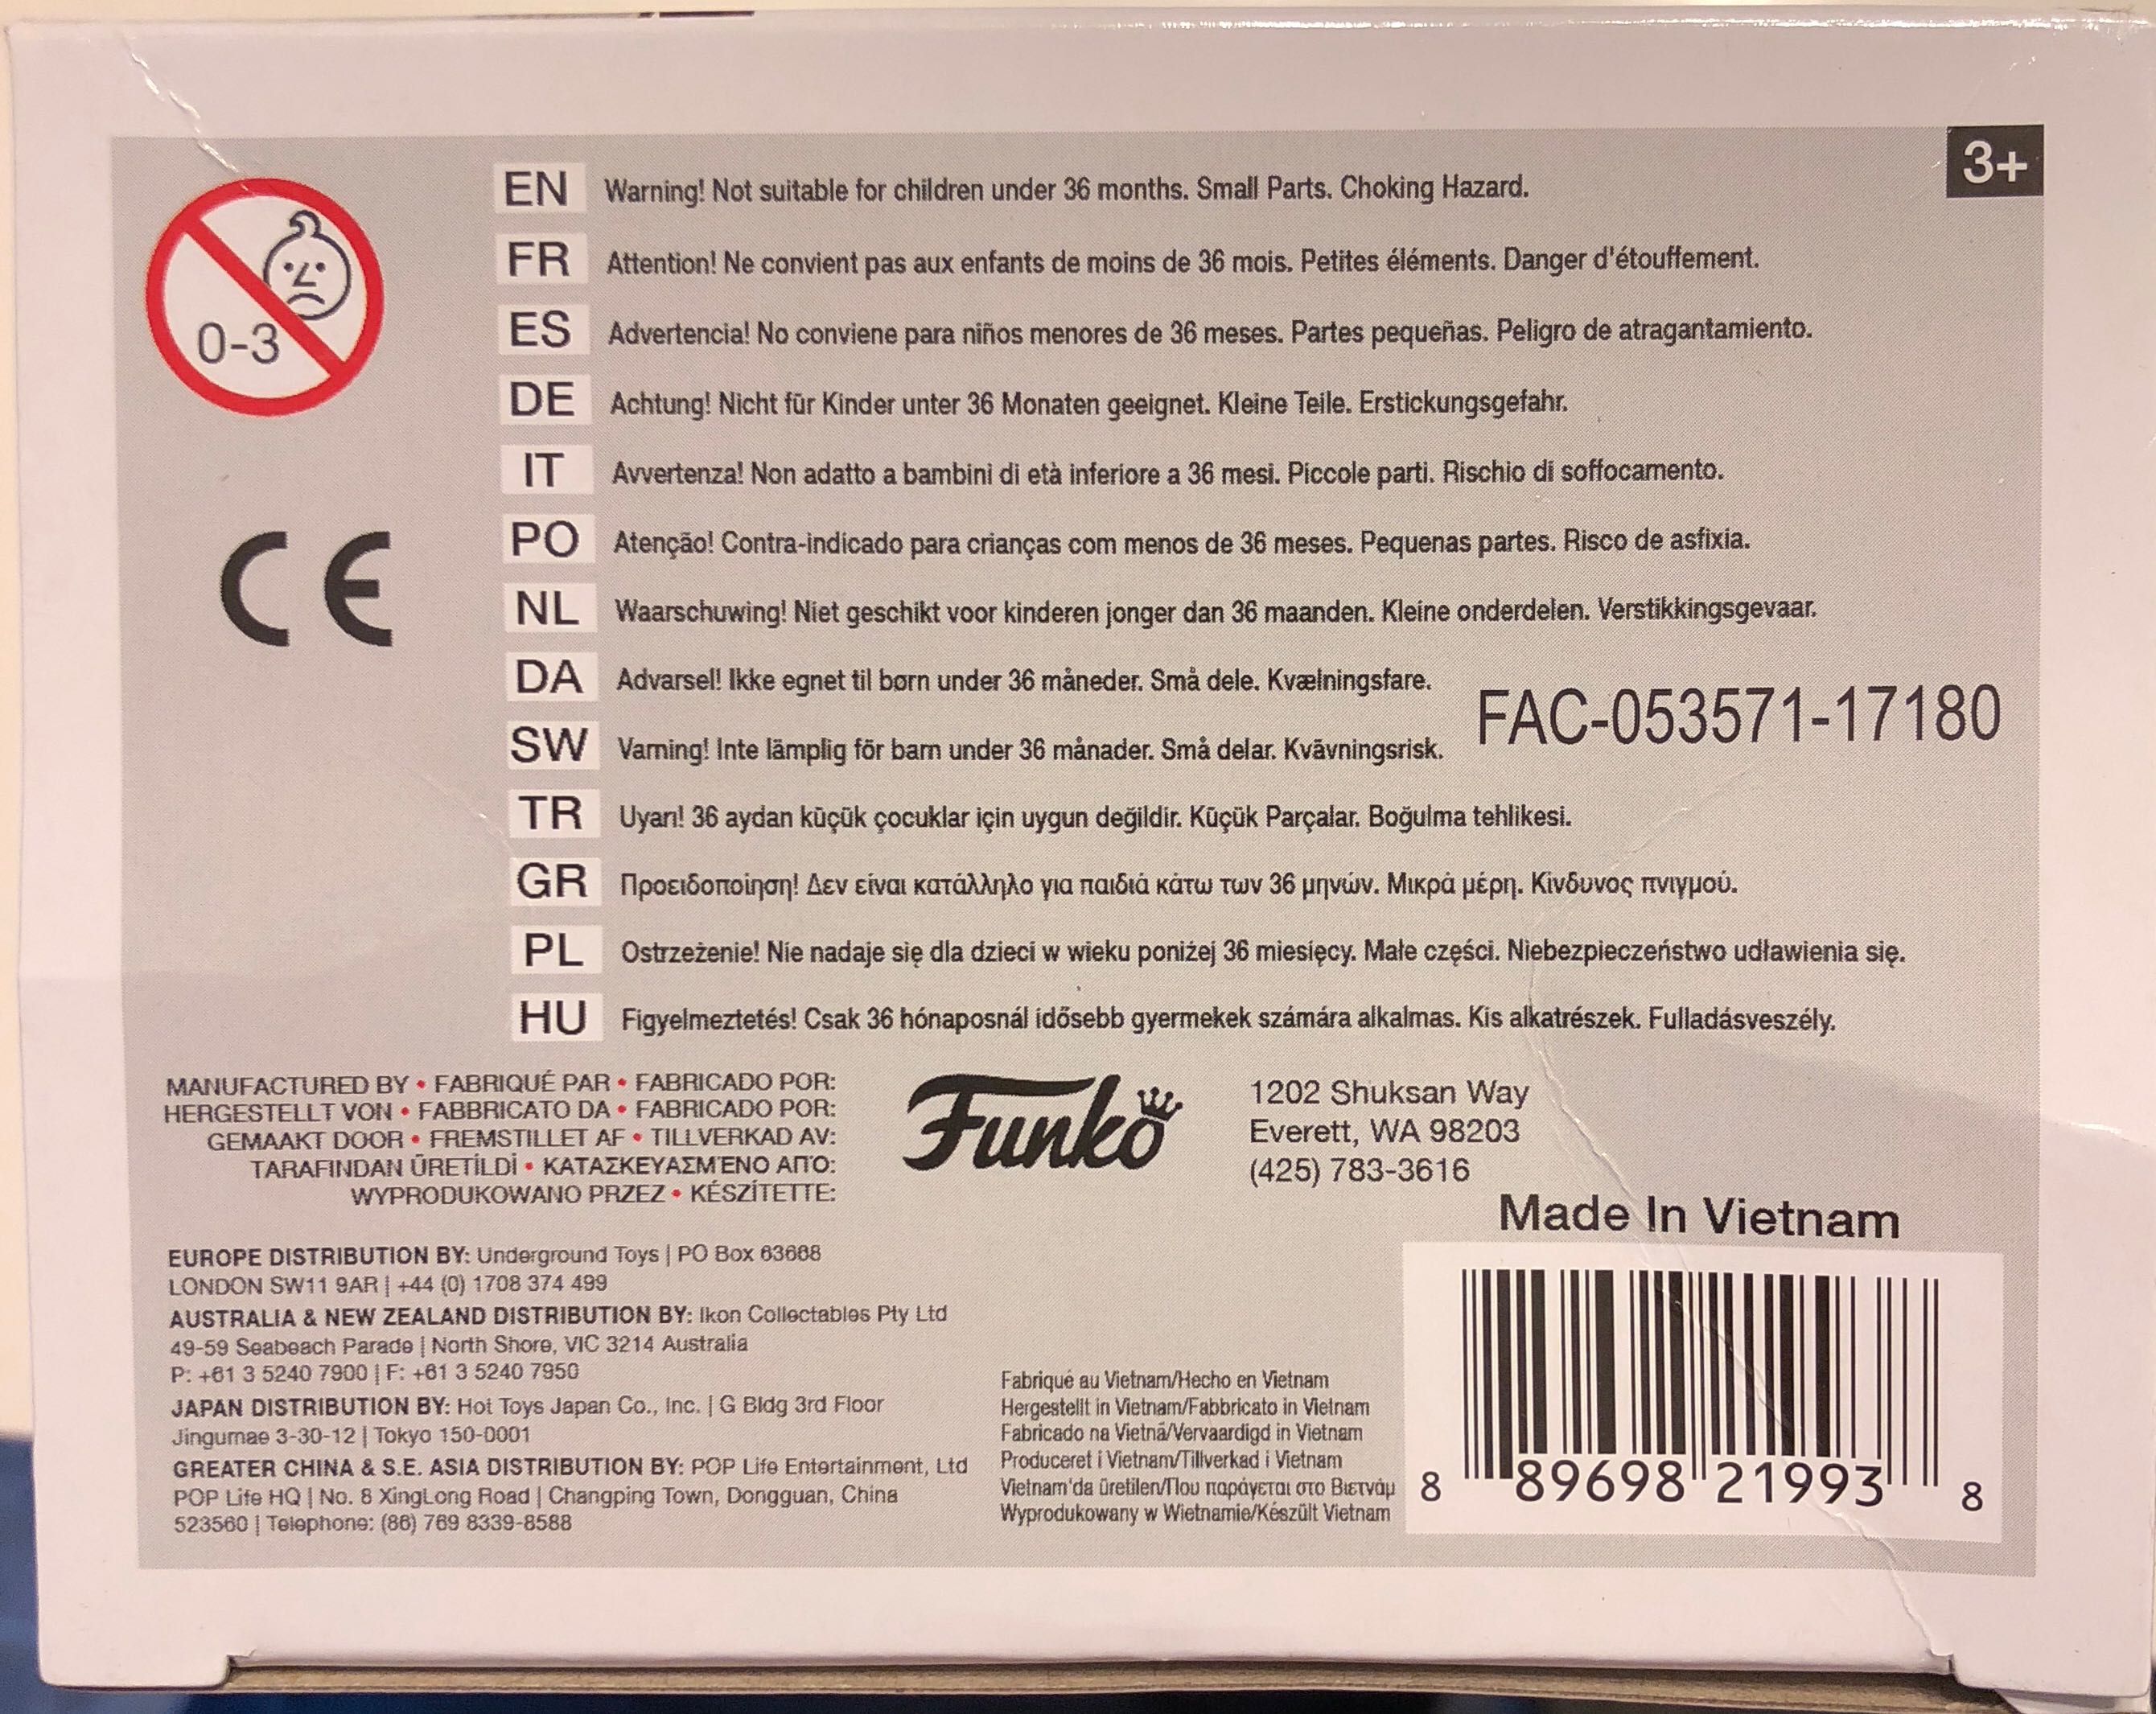 3+
0-3
EN Warning! Not suitable for children under 36 months. Small Parts. Choking Hazard.
FR Attention! Ne convient pas aux enfants de moins de 36 mois. Petites éléments. Danger d'étouffement.
ES Advertencia! No conviene para niños menores de 36 meses. Partes pequeñas. Peligro de atragantamiento.
DE Achtung! Nicht für Kinder unter 36 Monaten geeignet. Kleine Teile. Erstickungsgefahr.
IT Avvertenza! Non adatto a bambini di età inferiore a 36 mesi. Piccole parti. Rischio di soffocamento.
CE
PO Atenção! Contra-indicado para crianças com menos de 36 meses. Pequenas partes. Risco de asfixia.
NL Waarschuwing! Niet geschikt voor kinderen jonger dan 36 maanden. Kleine onderdelen. Verstikkingsgevaar.
DA Advarsel! Ikke egnet til børn under 36 måneder. Små dele. Kvælningsfare.
FAC-053571-17180
SW Varning! Inte lämplig för barn under 36 månader. Små delar. Kvävningsrisk.
TR Uyarı! 36 aydan küçük çocuklar için uygun değildir. Küçük Parçalar. Boğulma tehlikesi.
GR Προειδοποίηση! Δεν είναι κατάλληλο για παιδιά κάτω των 36 μηνών. Μικρά μέρη. Κίνδυνος πνιγμού.
PL Ostrzeżenie! Nie nadaje się dla dzieci w wieku poniżej 36 miesięcy. Małe części. Niebezpieczeństwo udławienia się.
HU Figyelmeztetés! Csak 36 hónaposnál idősebb gyermekek számára alkalmas. Kis alkatrészek. Fulladásveszély.
MANUFACTURED BY • FABRIQUÉ PAR • FABRICADO POR:
HERGESTELLT VON • FABBRICATO DA • FABRICADO POR:
GEMAAKT DOOR • FREMSTILLET AF • TILLVERKAD AV:
TARAFINDAN ÜRETİLDİ • ΚΑΤΑΣΚΕΥΑΣΜΈΝΟ ΑΠΌ:
WYPRODUKOWANO PRZEZ • KÉSZÍTETTE:
Funko
1202 Shuksan Way
Everett, WA 98203
(425) 783-3616
Made In Vietnam
EUROPE DISTRIBUTION BY: Underground Toys | PO Box 63668
LONDON SW11 9AR | +44 (0) 1708 374 499
AUSTRALIA & NEW ZEALAND DISTRIBUTION BY: Ikon Collectables Pty Ltd
49-59 Seabeach Parade | North Shore, VIC 3214 Australia
P: +61 3 5240 7900 | F: +61 3 5240 7950
JAPAN DISTRIBUTION BY: Hot Toys Japan Co., Inc. | G Bldg 3rd Floor
Jingumae 3-30-12 | Tokyo 150-0001
GREATER CHINA & S.E. ASIA DISTRIBUTION BY: POP Life Entertainment, Ltd
POP Life HQ | No. 8 XingLong Road | Changping Town, Dongguan, China
523560 | Telephone: (86) 769 8339-8588
Fabriqué au Vietnam/Hecho en Vietnam
Hergestellt in Vietnam/Fabbricato in Vietnam
Fabricado na Vietnã/Vervaardigd in Vietnam
Produceret i Vietnam/Tillverkad i Vietnam
Vietnam'da üretilen/Που παράγεται στο Βιετνάμ
Wyprodukowany w Wietnamie/Készült Vietnam
8 89698 21993 8